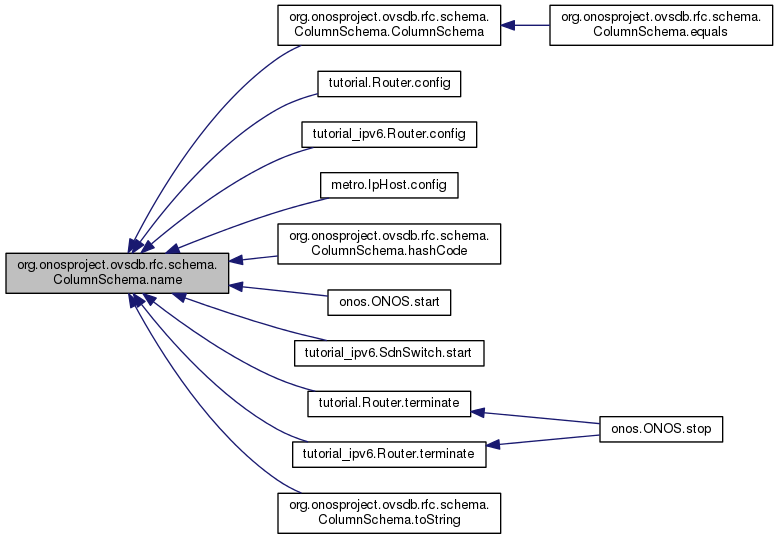 org.onosproject.ovsdb.rfc.schema.
ColumnSchema.ColumnSchema
org.onosproject.ovsdb.rfc.schema.
ColumnSchema.equals
tutorial.Router.config
tutorial_ipv6.Router.config
metro.IpHost.config
org.onosproject.ovsdb.rfc.schema.
ColumnSchema.hashCode
org.onosproject.ovsdb.rfc.schema.
ColumnSchema.name
onos.ONOS.start
tutorial_ipv6.SdnSwitch.start
tutorial.Router.terminate
onos.ONOS.stop
tutorial_ipv6.Router.terminate
org.onosproject.ovsdb.rfc.schema.
ColumnSchema.toString